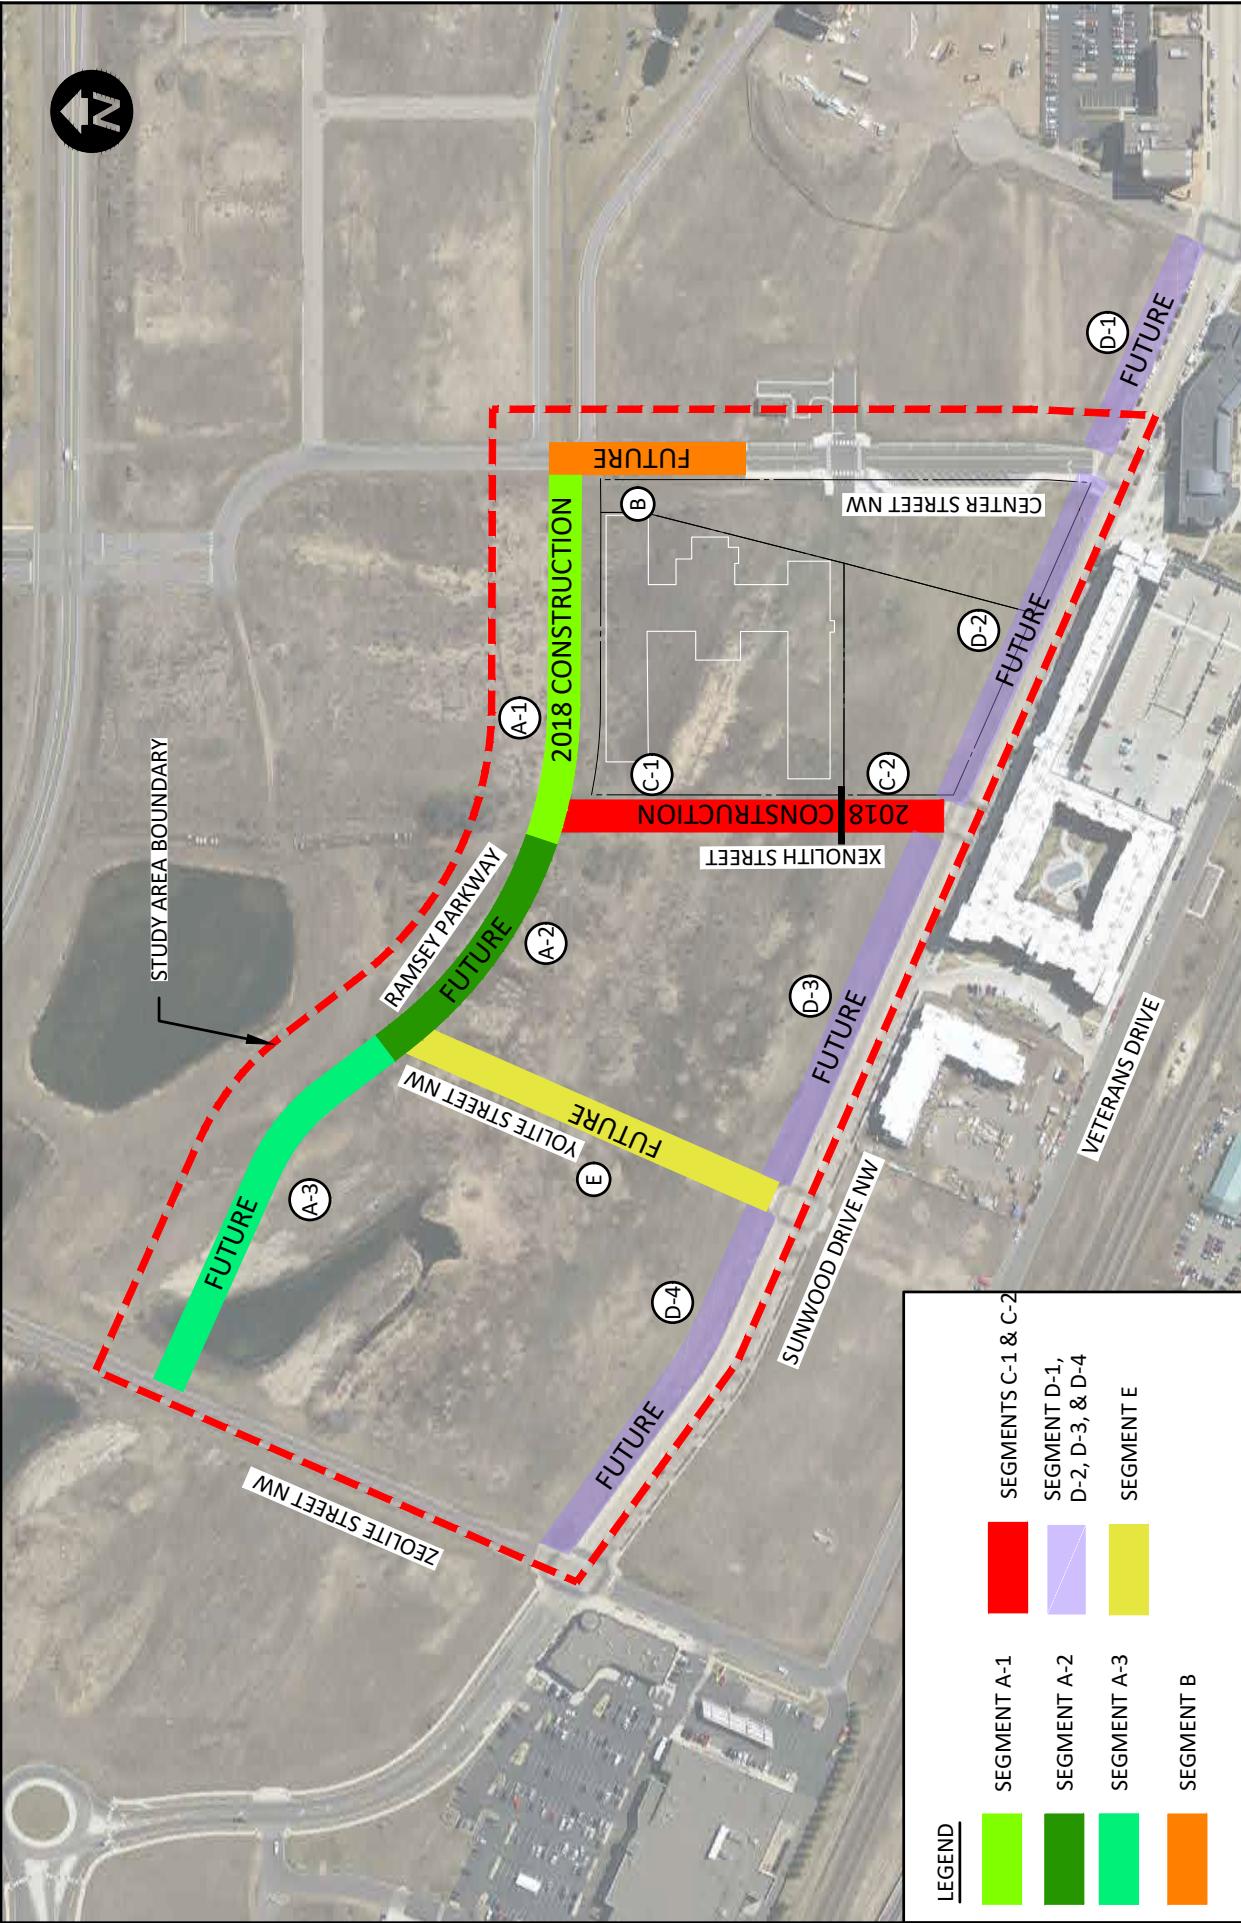 N
STUDY AREA BOUNDARY
RAMSEY PARKWAY
2018 CONSTRUCTION
A-1
FUTURE
A-2
FUTURE
A-3
FUTURE
B
CENTER STREET NW
2018 CONSTRUCTION
C-1
C-2
XENOLITH STREET
FUTURE
D-1
FUTURE
D-2
FUTURE
D-3
FUTURE
D-4
YOLITE STREET NW
FUTURE
E
ZEOLITE STREET NW
SUNWOOD DRIVE NW
VETERANS DRIVE
LEGEND
SEGMENT A-1
SEGMENT A-2
SEGMENT A-3
SEGMENT B
SEGMENTS C-1 & C-2
SEGMENT D-1,
D-2, D-3, & D-4
SEGMENT E